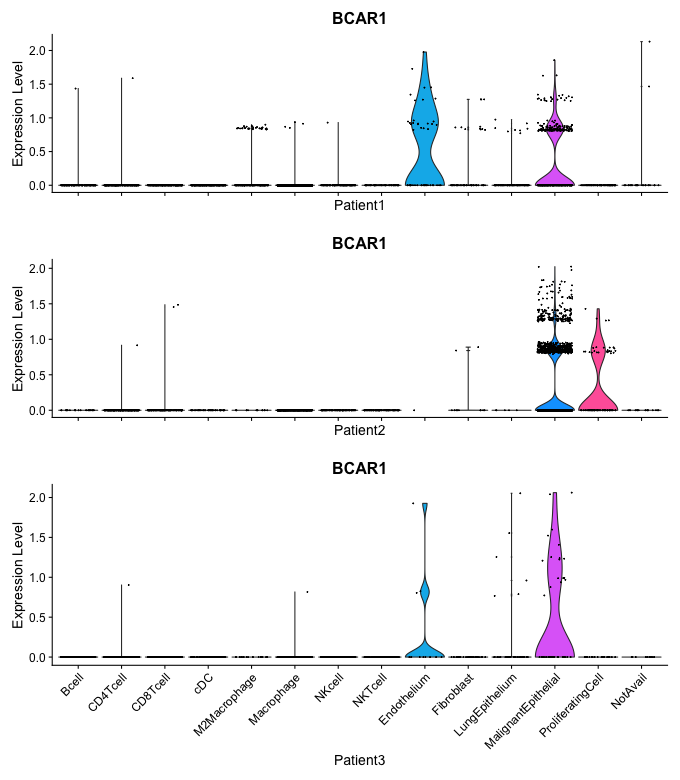 BCAR1
Expression Level
2.0
1.5
1.0
0.5
0.0
Patient1
BCAR1
Expression Level
2.0
1.5
1.0
0.5
0.0
Patient2
BCAR1
Expression Level
2.0
1.5
1.0
0.5
0.0
Bcell
CD4Tcell
CD8Tcell
cDC
M2Macrophage
Macrophage
NKcell
NKTcell
Endothelium
Fibroblast
LungEpithelium
MalignantEpithelial
ProliferatingCell
NotAvail
Patient3